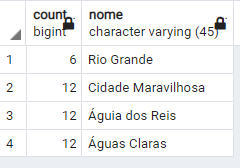 count nome
bigint character varying (45)
1 6 Rio Grande
2 12 Cidade Maravilhosa
3 12 Águia dos Reis
4 12 Águas Claras